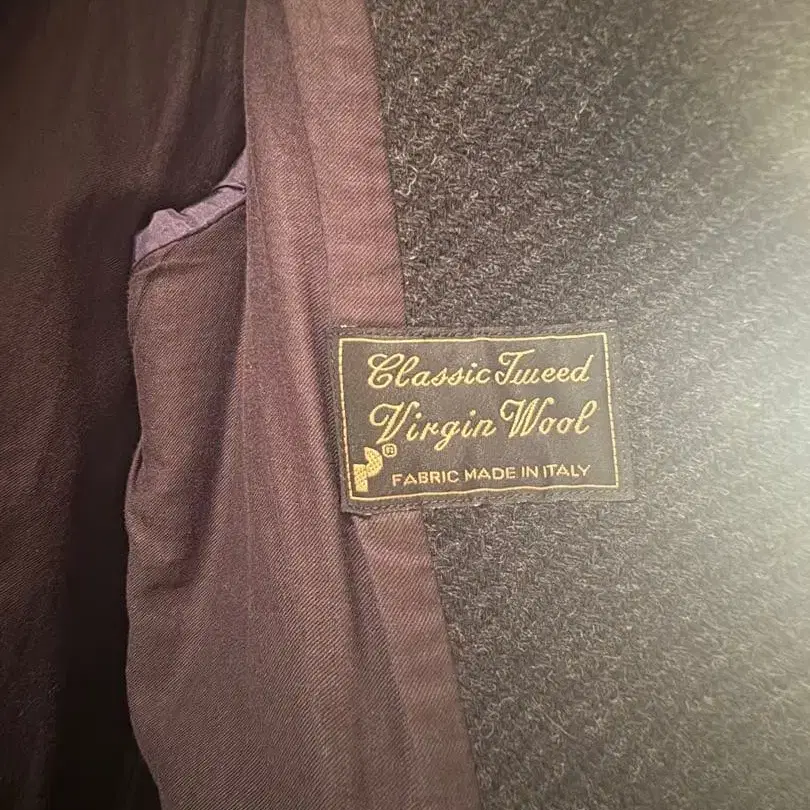 Classic Tweed
Virgin Wool
P®
FABRIC MADE IN ITALY